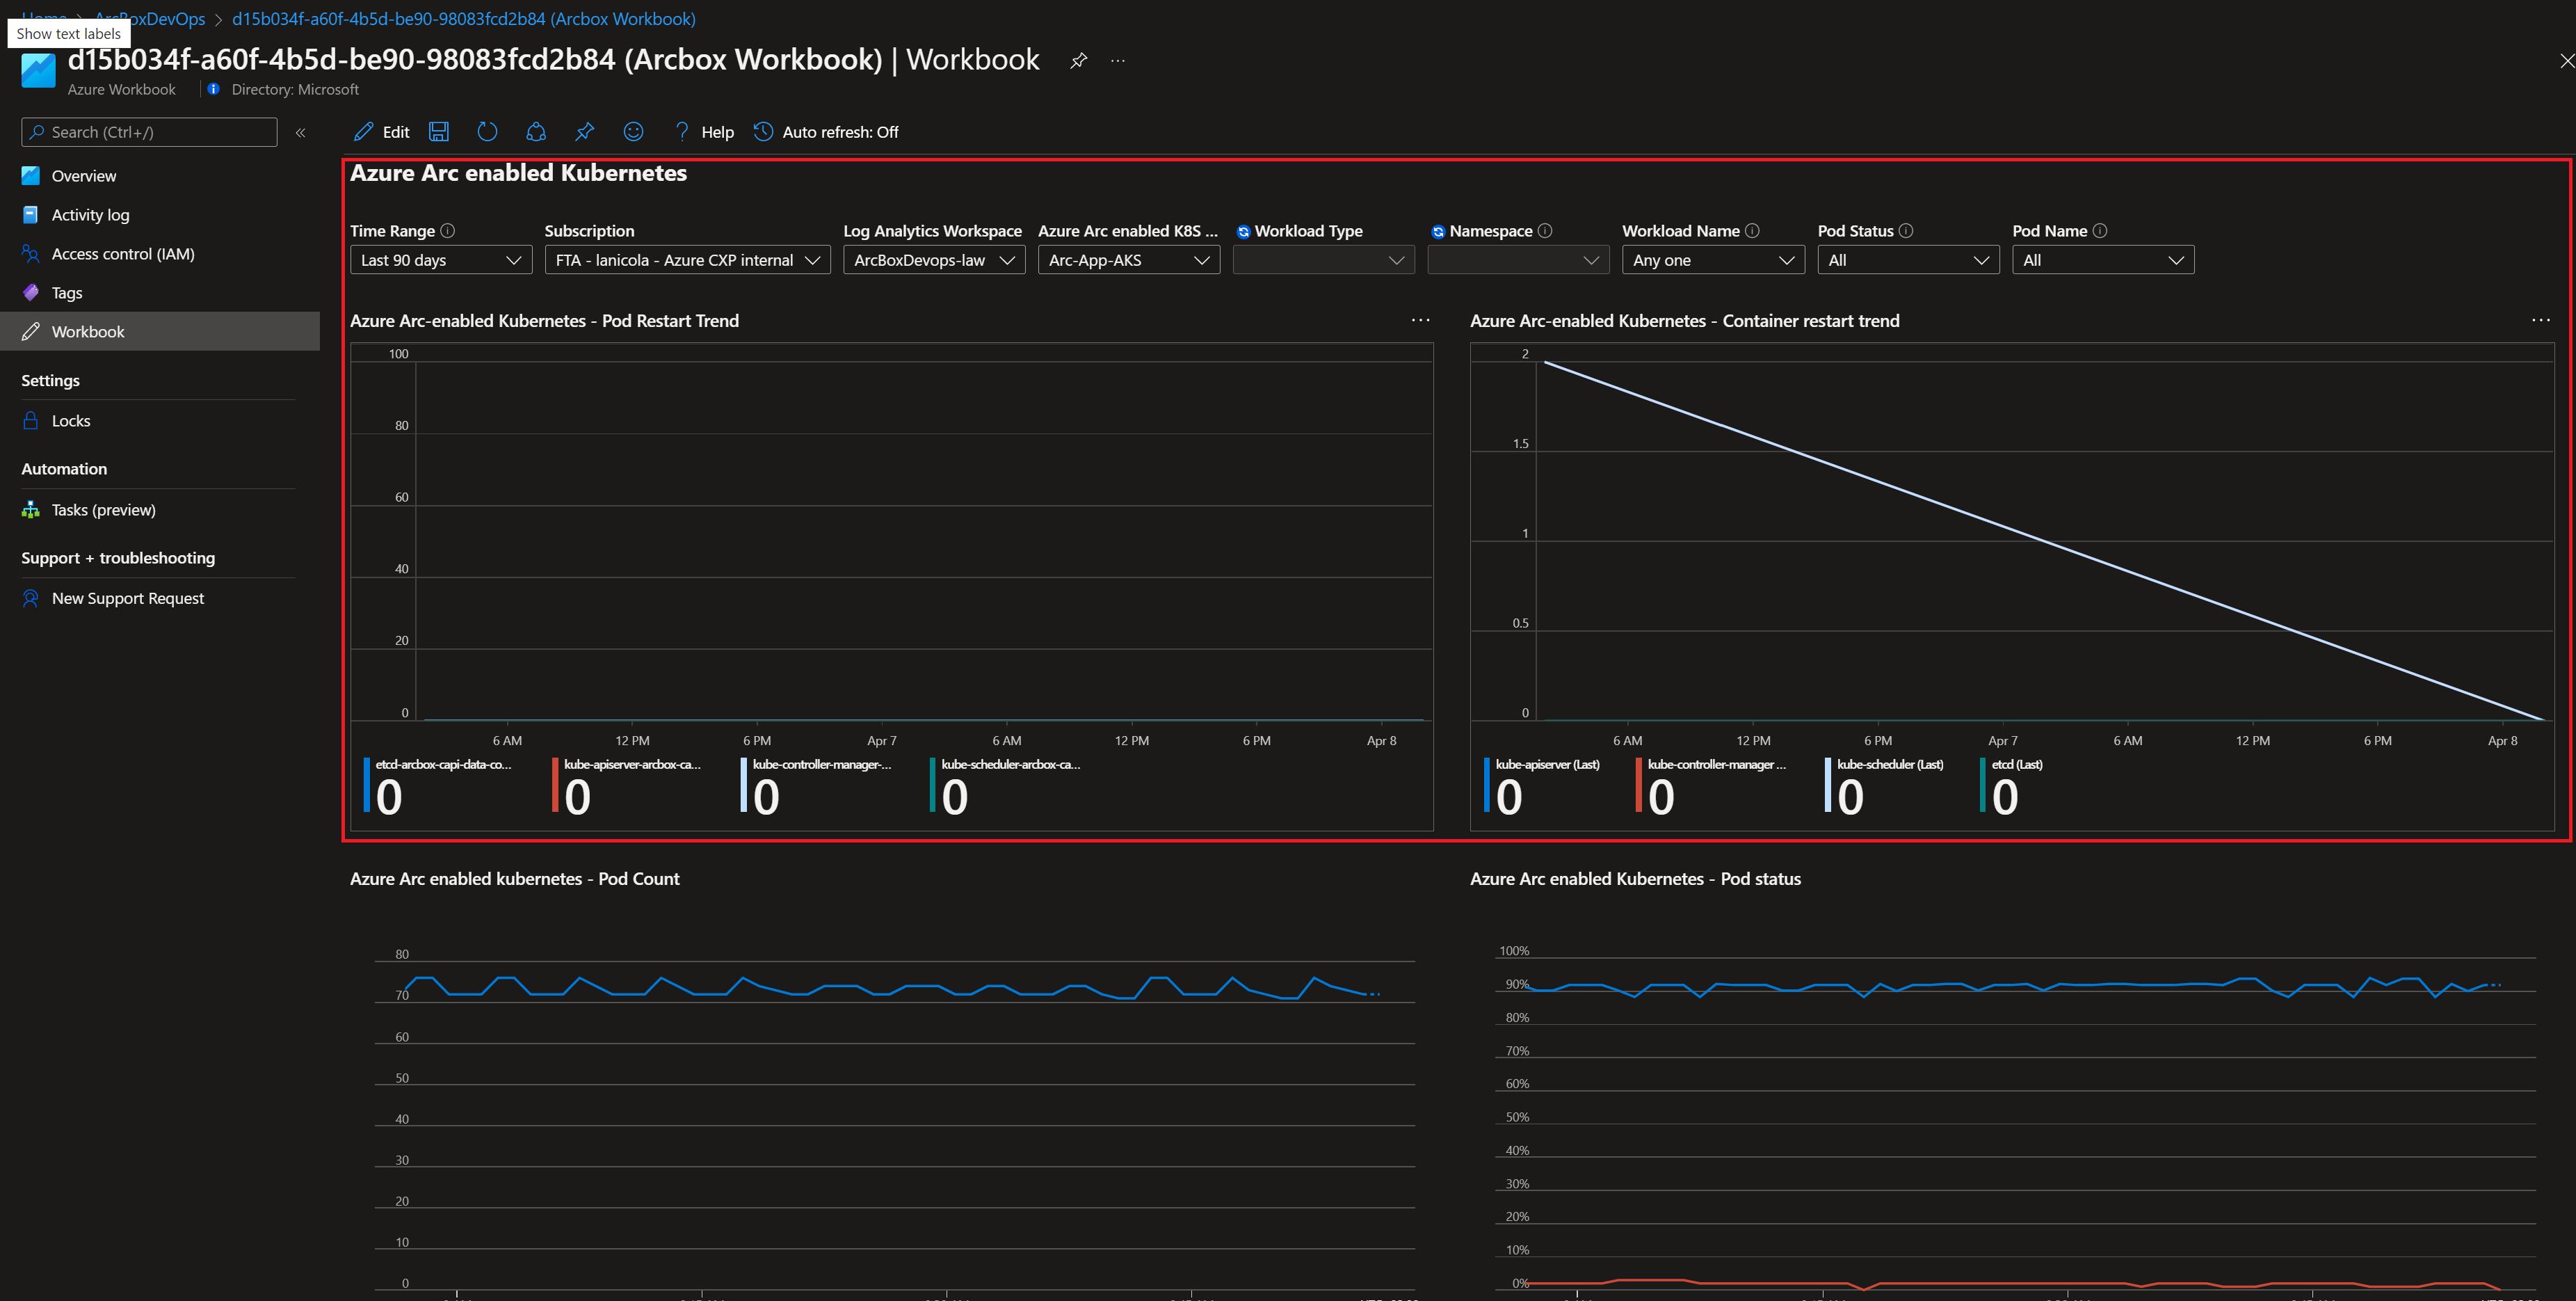 Home > ArcBoxDevOps > d15b034f-a60f-4b5d-be90-98083fcd2b84 (Arcbox Workbook)
Show text labels
d15b034f-a60f-4b5d-be90-98083fcd2b84 (Arcbox Workbook) | Workbook
Azure Workbook
Directory: Microsoft
Search (Ctrl+/)
«
Edit
Help
Auto refresh: Off
Overview
Activity log
Access control (IAM)
Tags
Workbook
Settings
Locks
Automation
Tasks (preview)
Support + troubleshooting
New Support Request
Azure Arc enabled Kubernetes
Time Range
Subscription
Log Analytics Workspace
Azure Arc enabled K8S ...
Workload Type
Namespace
Workload Name
Pod Status
Pod Name
Last 90 days
FTA - lanicola - Azure CXP internal
ArcBoxDevops-law
Arc-App-AKS
Any one
All
All
Azure Arc-enabled Kubernetes - Pod Restart Trend
100
80
60
40
20
0
6 AM 12 PM 6 PM Apr 7 6 AM 12 PM 6 PM Apr 8
etcd-arcbox-capi-data-co...
0
kube-apiserver-arcbox-ca...
0
kube-controller-manager-...
0
kube-scheduler-arcbox-ca...
0
Azure Arc-enabled Kubernetes - Container restart trend
2
1.5
1
0.5
0
6 AM 12 PM 6 PM Apr 7 6 AM 12 PM 6 PM Apr 8
kube-apiserver (Last)
0
kube-controller-manager ...
0
kube-scheduler (Last)
0
etcd (Last)
0
Azure Arc enabled kubernetes - Pod Count
80
70
60
50
40
30
20
10
0
Azure Arc enabled Kubernetes - Pod status
100%
90%
80%
70%
60%
50%
40%
30%
20%
10%
0%